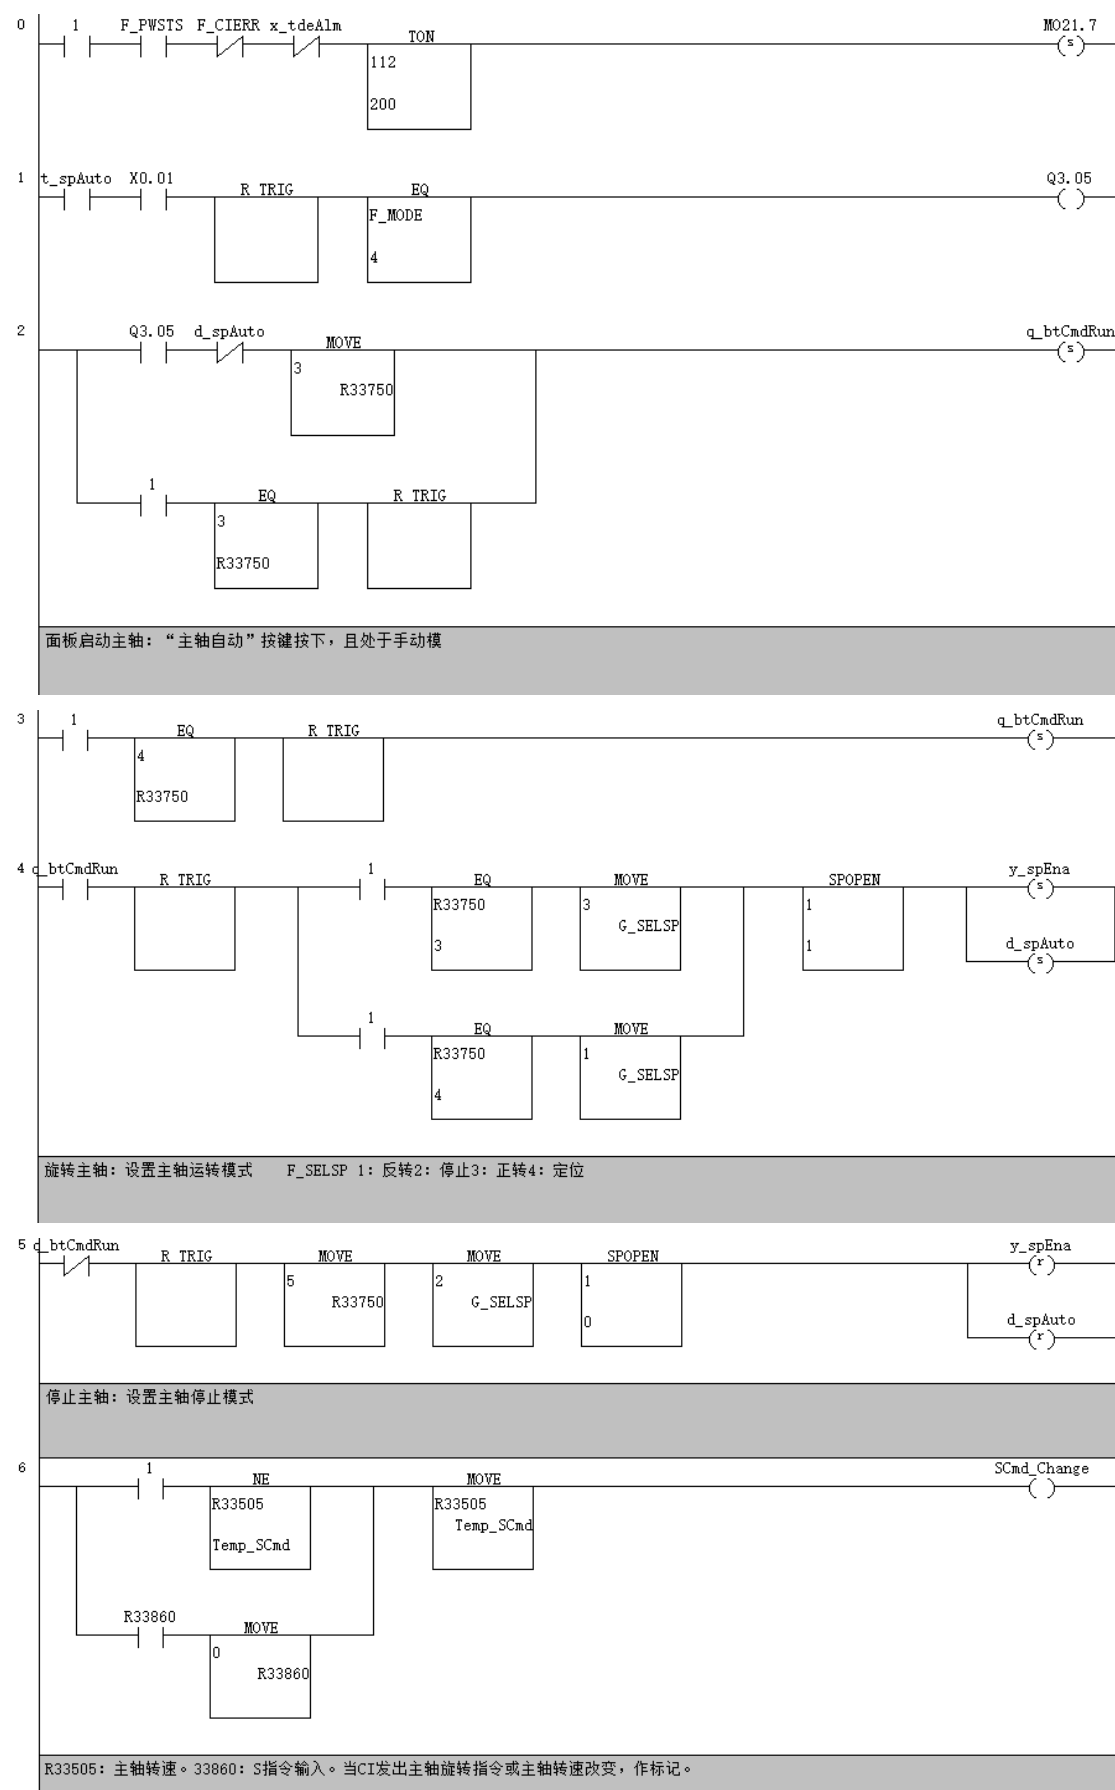 0 1 F_PWSTS F_CIERR x_tdeAlm MO21.7
TON
(s)
112
200
1 t_spAuto X0.01 Q3.05
R TRIG EQ
F_MODE
4
2 Q3.05 d_spAuto q_btCmdRun
MOVE
(s)
3
R33750
1
EQ R TRIG
3
R33750
面板启动主轴:“主轴自动”按键按下,且处于手动模
3 1 q_btCmdRun
EQ R TRIG
(s)
4
R33750
4 q_btCmdRun 1 y_spEna
R TRIG EQ MOVE SPOPEN
(s)
R33750 3 1
G_SELSP
3 1 d_spAuto
(s)
1
EQ MOVE
R33750 1
G_SELSP
4
旋转主轴:设置主轴运转模式 F_SELSP 1:反转2:停止3:正转4:定位
5 q_btCmdRun y_spEna
R TRIG MOVE MOVE SPOPEN
(r)
5 2 1
R33750 G_SELSP
0 d_spAuto
(r)
停止主轴:设置主轴停止模式
6 1 SCmd_Change
NE MOVE
R33505 R33505
Temp_SCmd
Temp_SCmd
R33860
MOVE
0
R33860
R33505:主轴转速。33860:S指令输入。当CI发出主轴旋转指令或主轴转速改变,作标记。